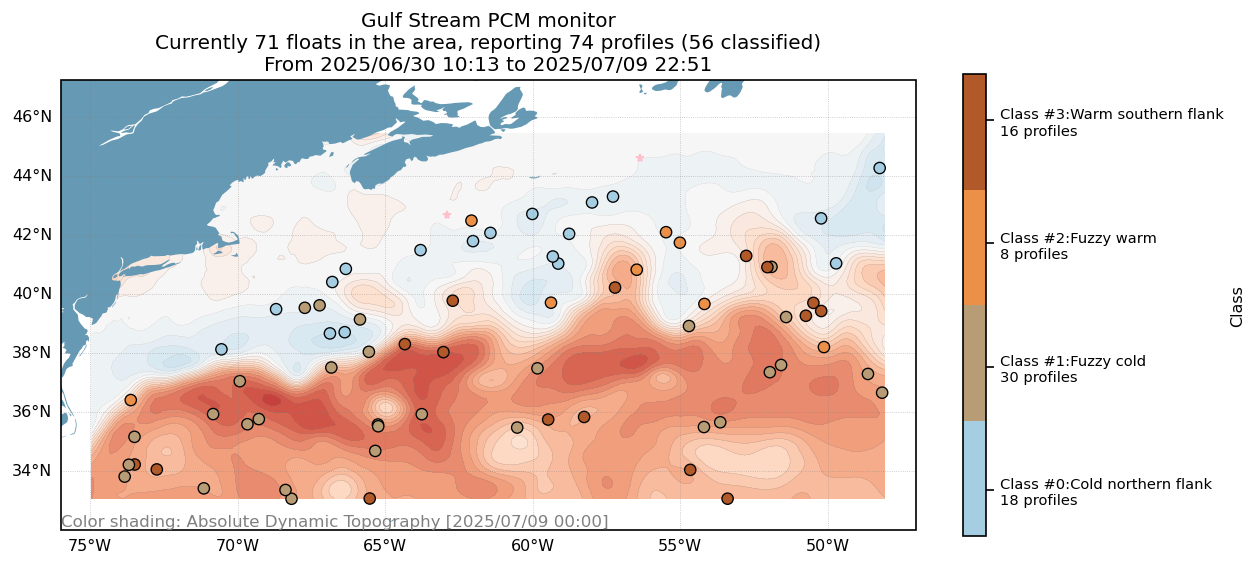 Gulf Stream PCM monitor
Currently 71 floats in the area, reporting 74 profiles (56 classified)
From 2025/06/30 10:13 to 2025/07/09 22:51
46°N
44°N
42°N
40°N
38°N
36°N
34°N
Color shading: Absolute Dynamic Topography [2025/07/09 00:00]
75°W
70°W
65°W
60°W
55°W
50°W
Class #3:Warm southern flank
16 profiles
Class #2:Fuzzy warm
8 profiles
Class #1:Fuzzy cold
30 profiles
Class #0:Cold northern flank
18 profiles
Class